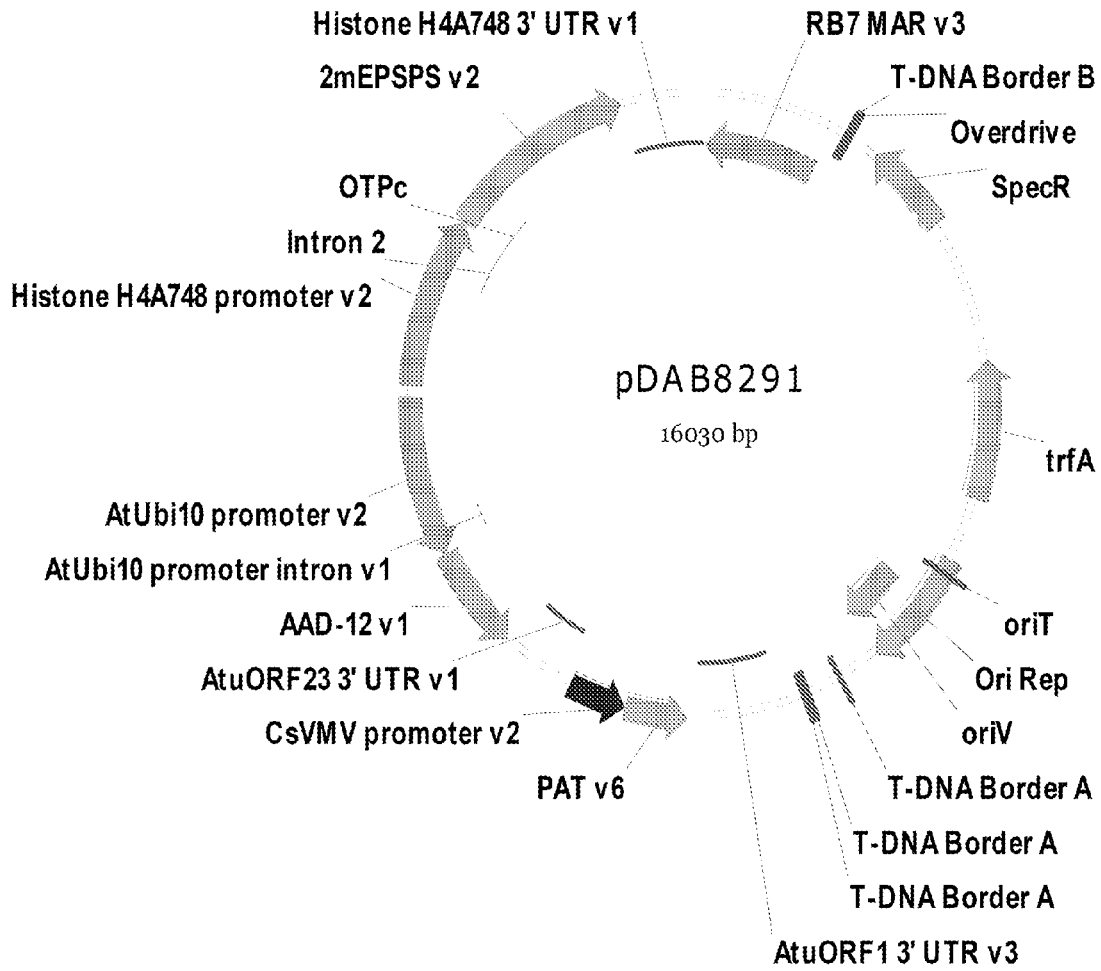 Histone H4A748 3' UTR v1
RB7 MAR v3
2mEPSPS v2
T-DNA Border B
Overdrive
SpecR
OTPc
Intron 2
Histone H4A748 promoter v2
pDAB8291
16030 bp
trfA
AtUbi10 promoter v2
AtUbi10 promoter intron v1
AAD-12 v1
oriT
AtuORF23 3' UTR v1
Ori Rep
CsVMV promoter v2
oriV
PAT v6
T-DNA Border A
T-DNA Border A
T-DNA Border A
AtuORF1 3' UTR v3